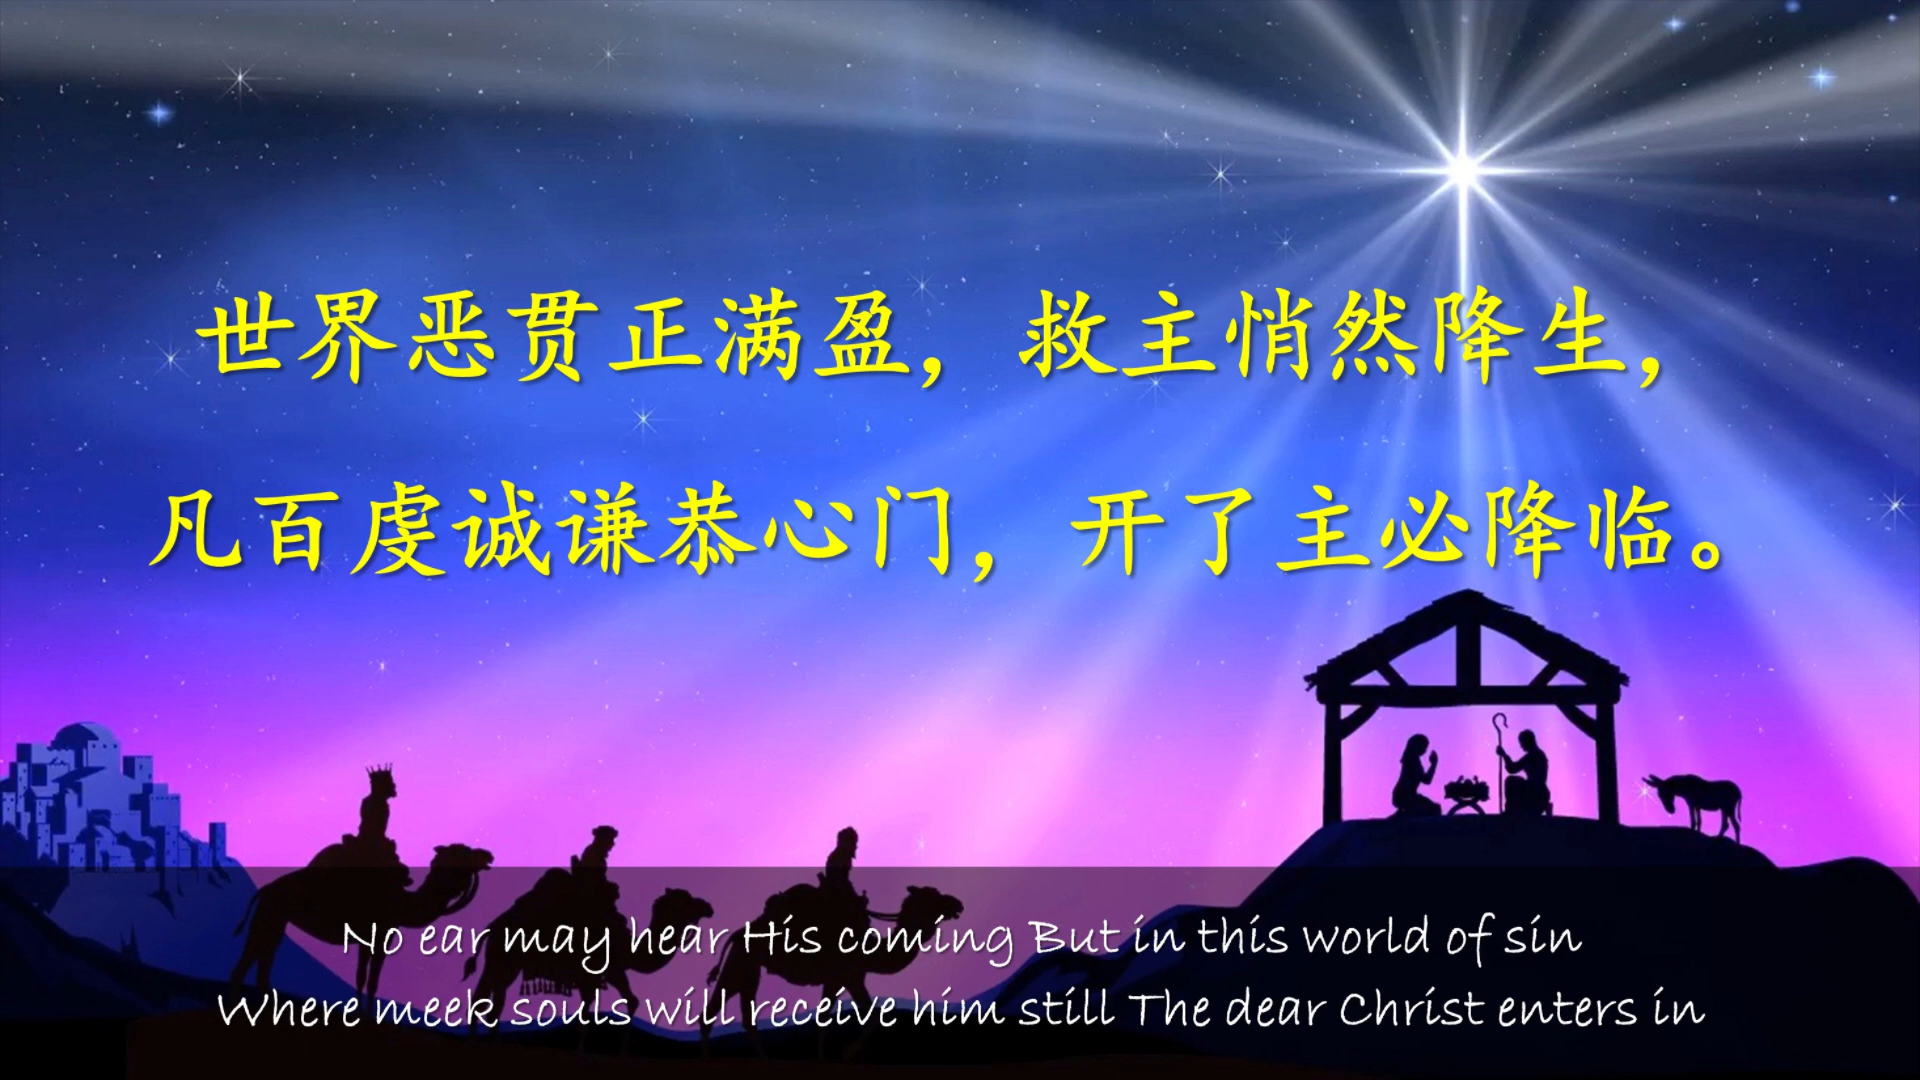 世界恶贯正满盈，救主悄然降生，
凡百虔诚谦恭心门，开了主必降临。
No ear may hear His coming But in this world of sin
Where meek souls will receive him still The dear Christ enters in